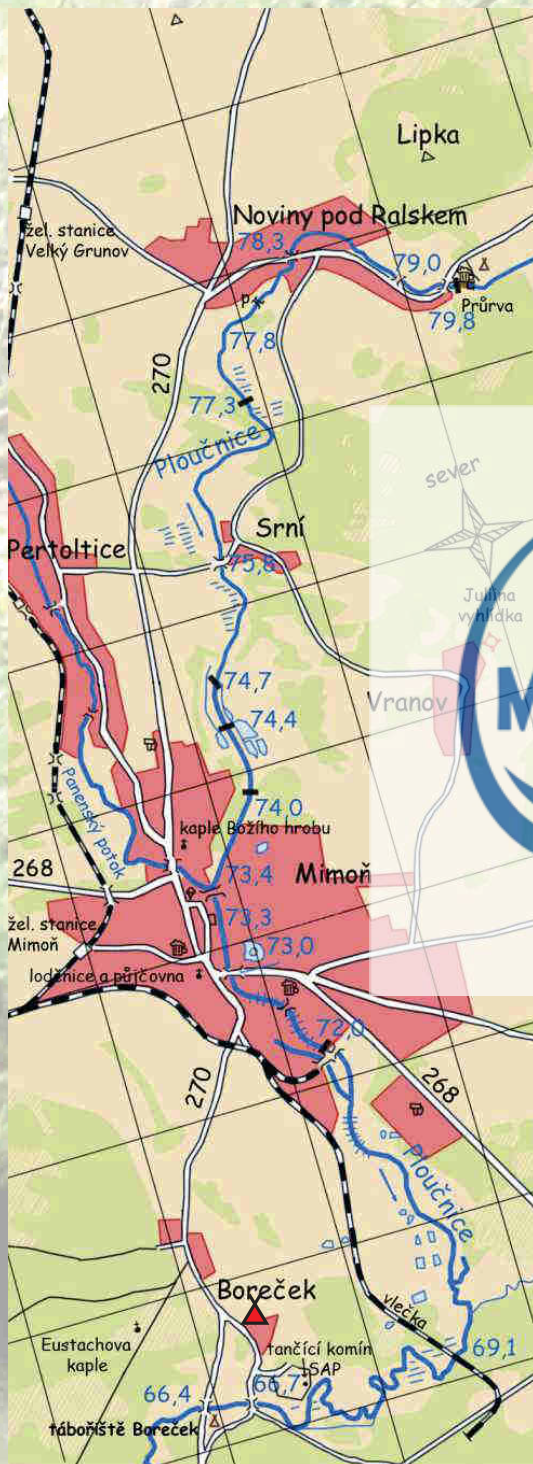 Lipka
Noviny pod Ralskem
78,3
79,0
žel. stanice
Velký Grunov
P
Průrva
79,8
77,8
270
77,3
Ploučnice
sever
Pertoltice
Srní
75,8
Juliina
vyhlídka
74,7
Vranov
74,4
M
Panenský potok
74,0
kaple Božího hrobu
268
73,4
Mimoň
73,3
žel. stanice
Mimoň
73,0
loděnice a půjčovna
72,0
270
268
Ploučnice
Boreček
vlečka
Eustachova
kaple
tančící komín
SAP
69,1
66,4
66,7
tábořiště Boreček